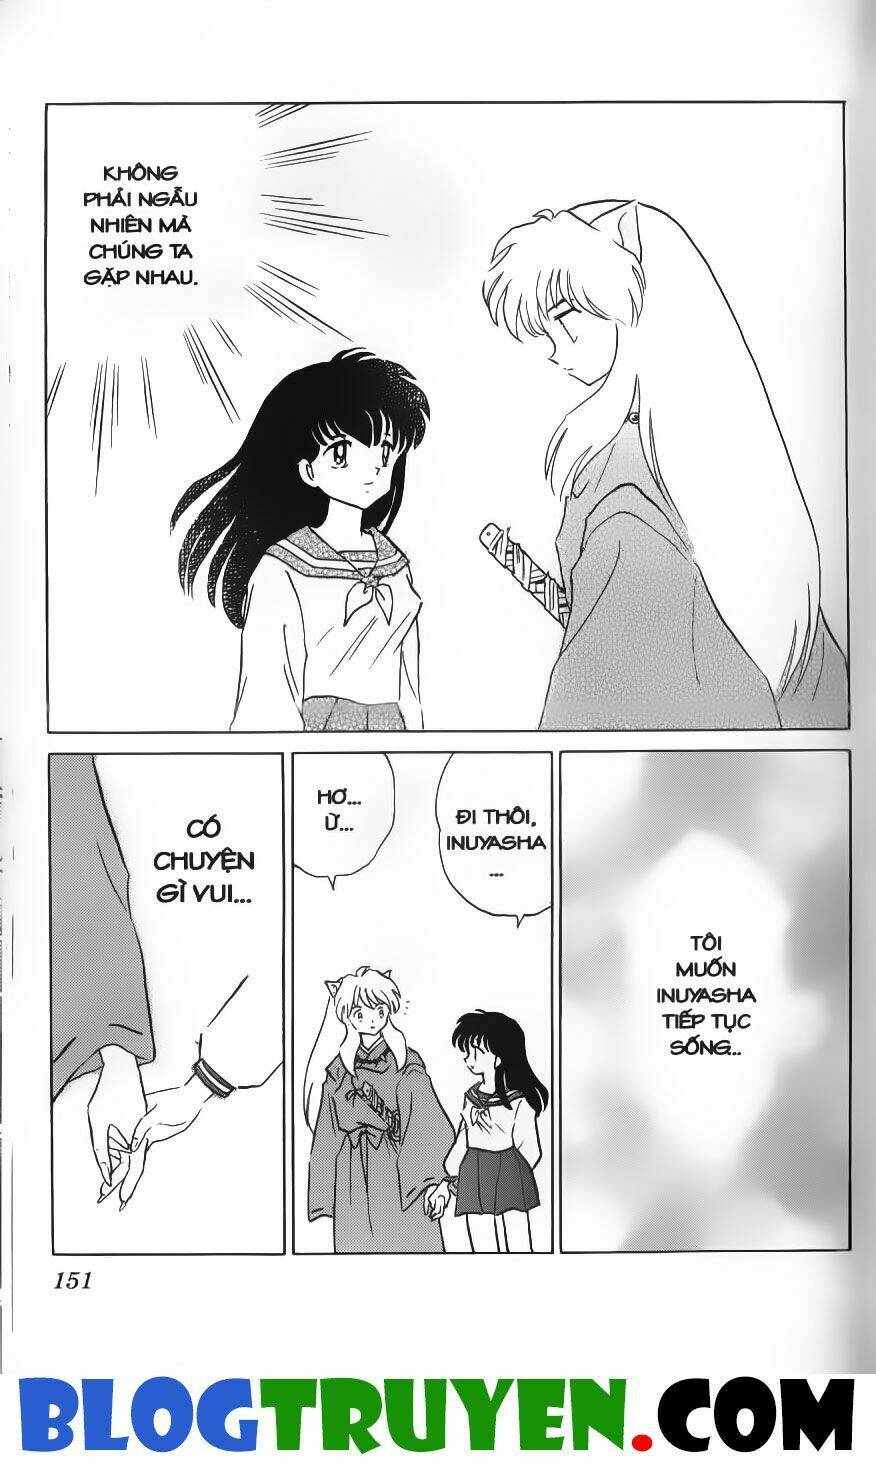 KHÔNG
PHẢI NGẪU
NHIÊN MÀ
CHÚNG TA
GẶP NHAU.
TÔI
MUỐN
INUYASHA
TIẾP TỤC
SỐNG...
ĐI THÔI,
INUYASHA
...
HƠ...
Ừ...
CÓ
CHUYỆN
GÌ VUI...
151
BLOGTRUYEN.COM